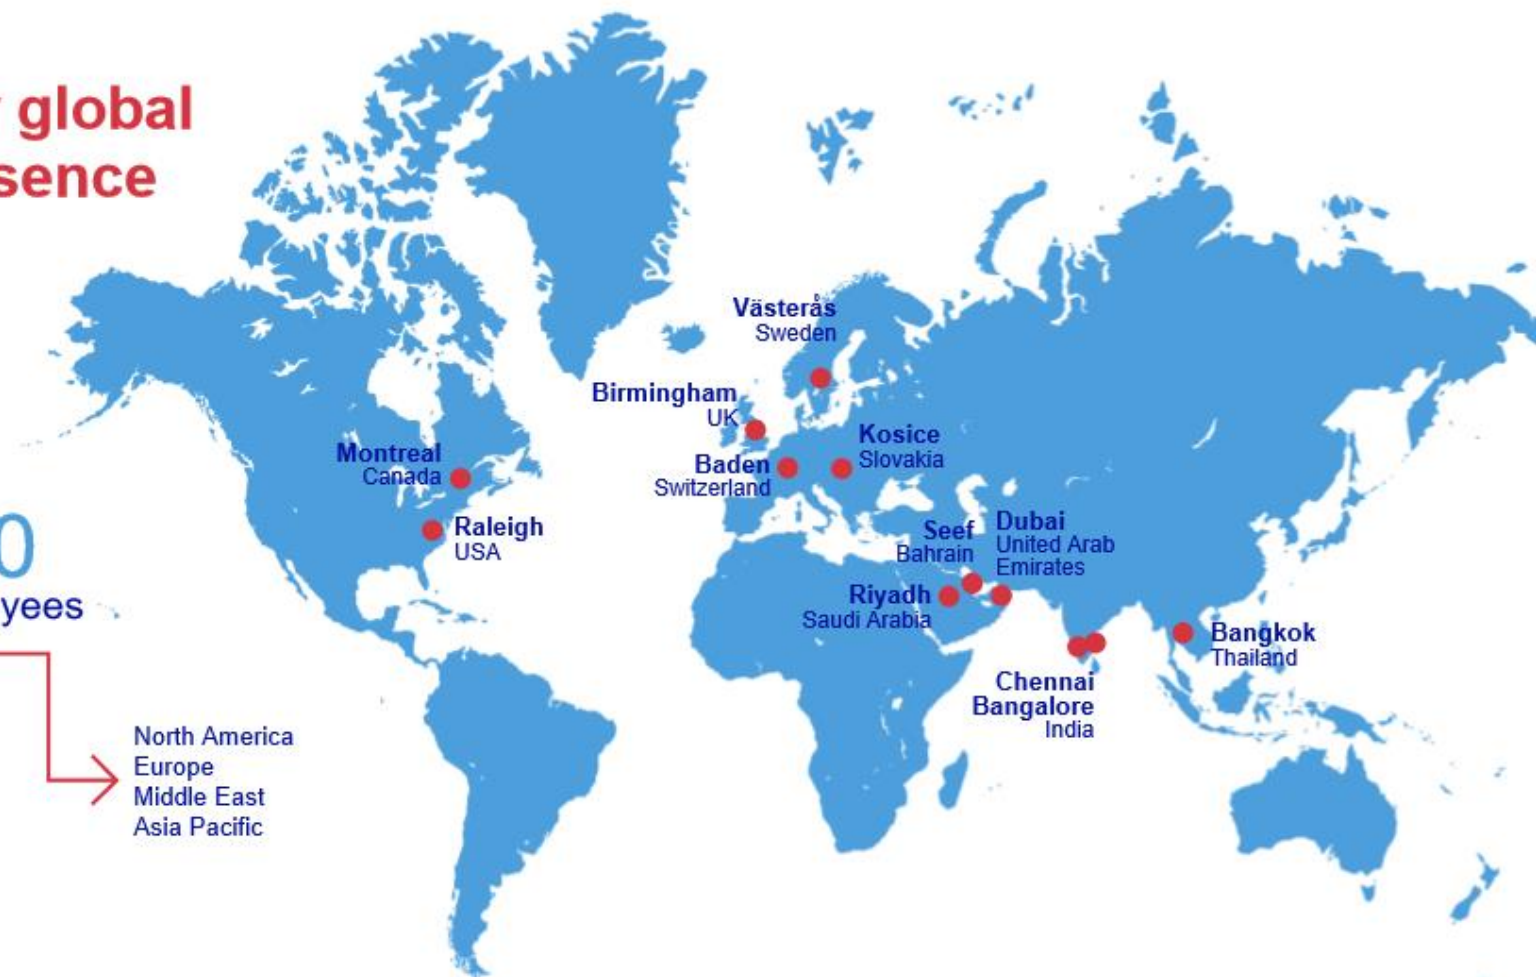 global
sence
Västerås
Sweden
Birmingham
UK
Kosice
Slovakia
Baden
Switzerland
Montreal
Canada
Raleigh
USA
0
yees
Seef
Bahrain
Dubai
United Arab
Emirates
Riyadh
Saudi Arabia
Bangkok
Thailand
Chennai
Bangalore
India
North America
Europe
Middle East
Asia Pacific